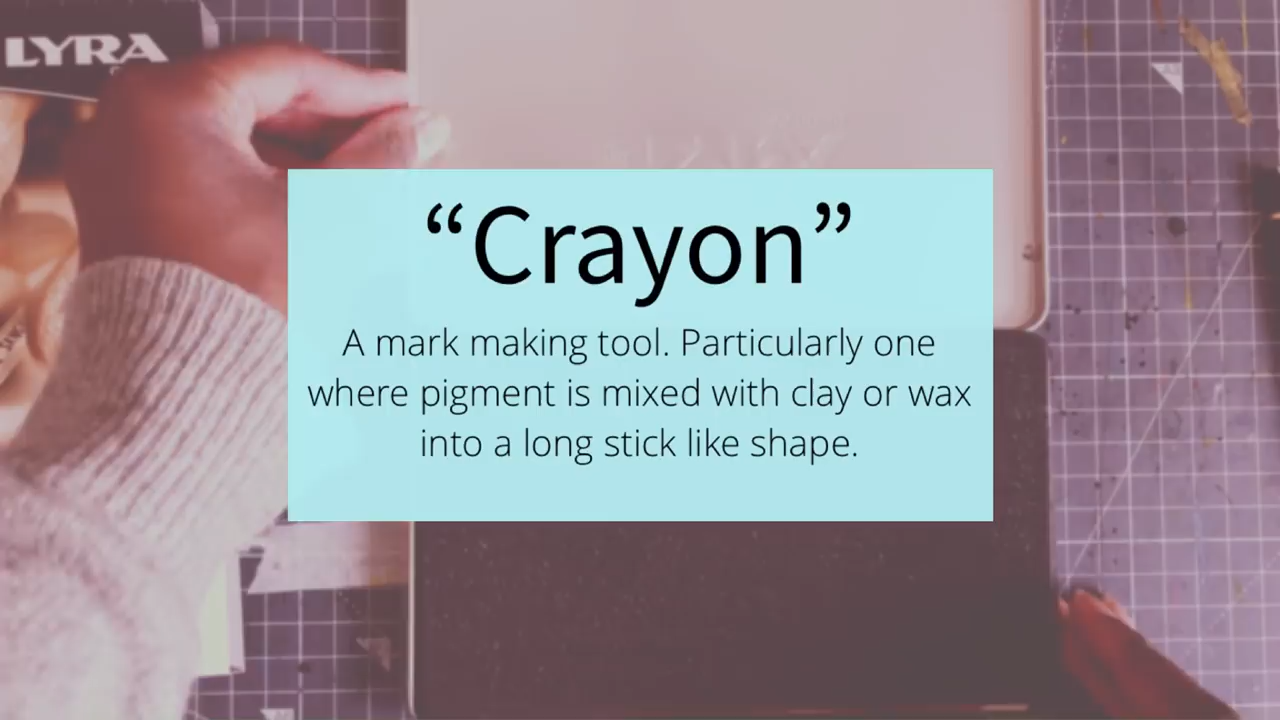 LYRA
“Crayon”
A mark making tool. Particularly one
where pigment is mixed with clay or wax
into a long stick like shape.